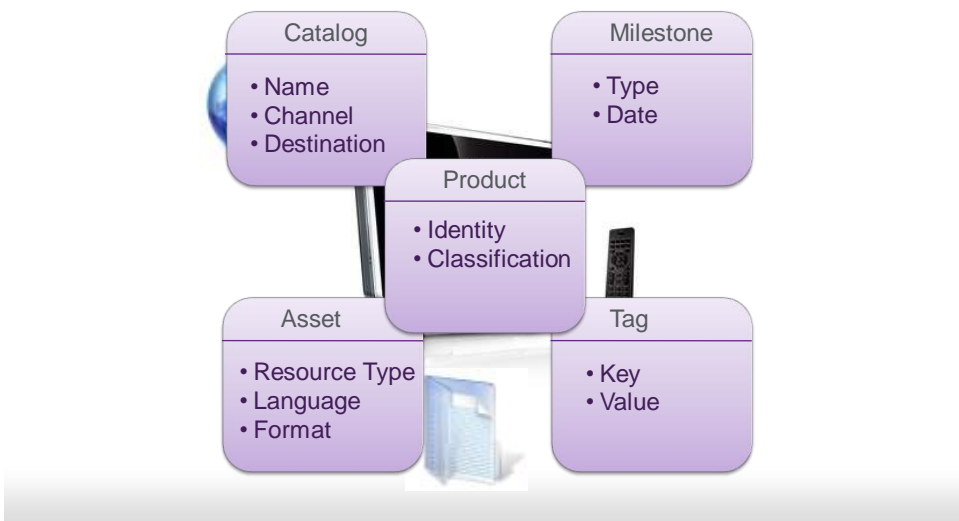 Catalog
• Name
• Channel
• Destination
Milestone
• Type
• Date
Product
• Identity
• Classification
Asset
• Resource Type
• Language
• Format
Tag
• Key
• Value